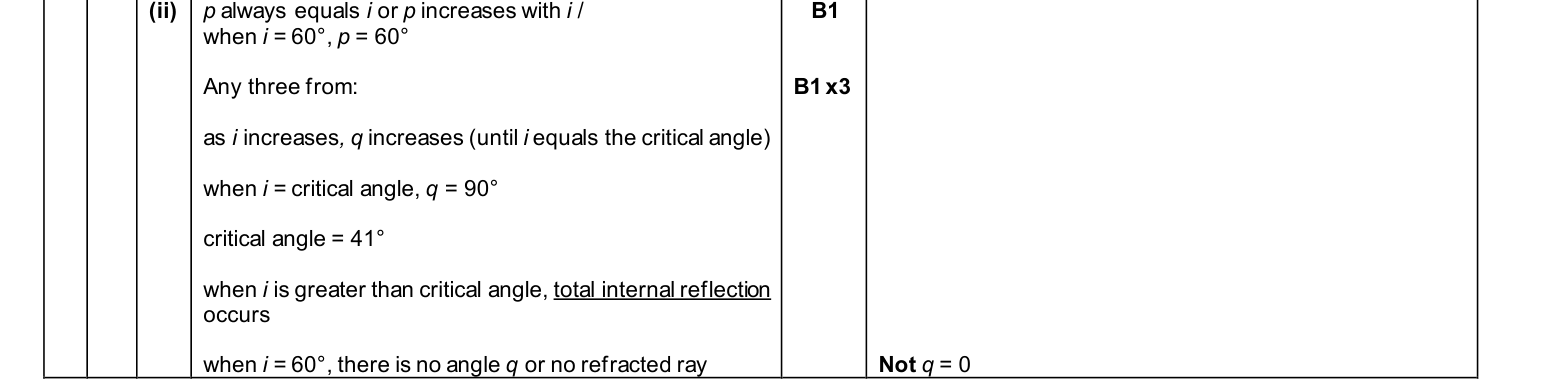 (ii) p always equals i or p increases with i / B1
when i = 60°, p = 60°
Any three from: B1 x3
as i increases, q increases (until i equals the critical angle)
when i = critical angle, q = 90°
critical angle = 41°
when i is greater than critical angle, total internal reflection
occurs
when i = 60°, there is no angle q or no refracted ray Not q = 0